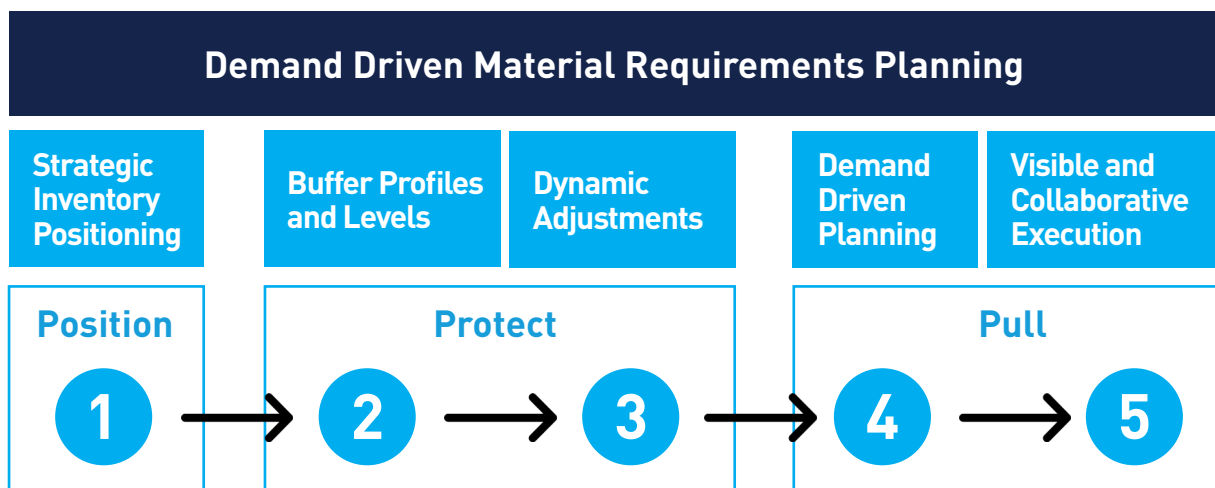 Demand Driven Material Requirements Planning
Strategic
Inventory
Positioning
Buffer Profiles
and Levels
Dynamic
Adjustments
Demand
Driven
Planning
Visible and
Collaborative
Execution
Position
Protect
Pull
1
2
3
4
5